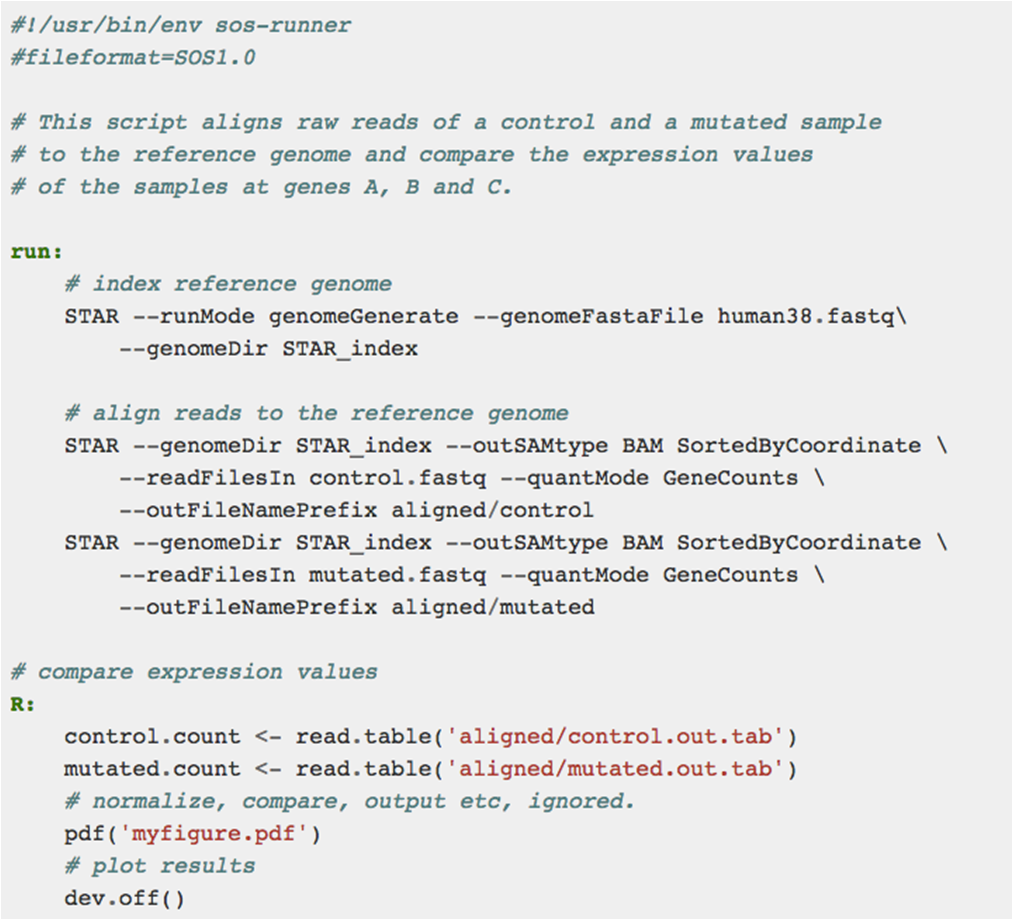 #!/usr/bin/env sos-runner
#fileformat=SOS1.0

# This script aligns raw reads of a control and a mutated sample
# to the reference genome and compare the expression values
# of the samples at genes A, B and C.

run:
    # index reference genome
    STAR --runMode genomeGenerate --genomeFastaFile human38.fastq\
        --genomeDir STAR_index

    # align reads to the reference genome
    STAR --genomeDir STAR_index --outSAMtype BAM SortedByCoordinate \
        --readFilesIn control.fastq --quantMode GeneCounts \
        --outFileNamePrefix aligned/control
    STAR --genomeDir STAR_index --outSAMtype BAM SortedByCoordinate \
        --readFilesIn mutated.fastq --quantMode GeneCounts \
        --outFileNamePrefix aligned/mutated

# compare expression values
R:
    control.count <- read.table('aligned/control.out.tab')
    mutated.count <- read.table('aligned/mutated.out.tab')
    # normalize, compare, output etc, ignored.
    pdf('myfigure.pdf')
    # plot results
    dev.off()